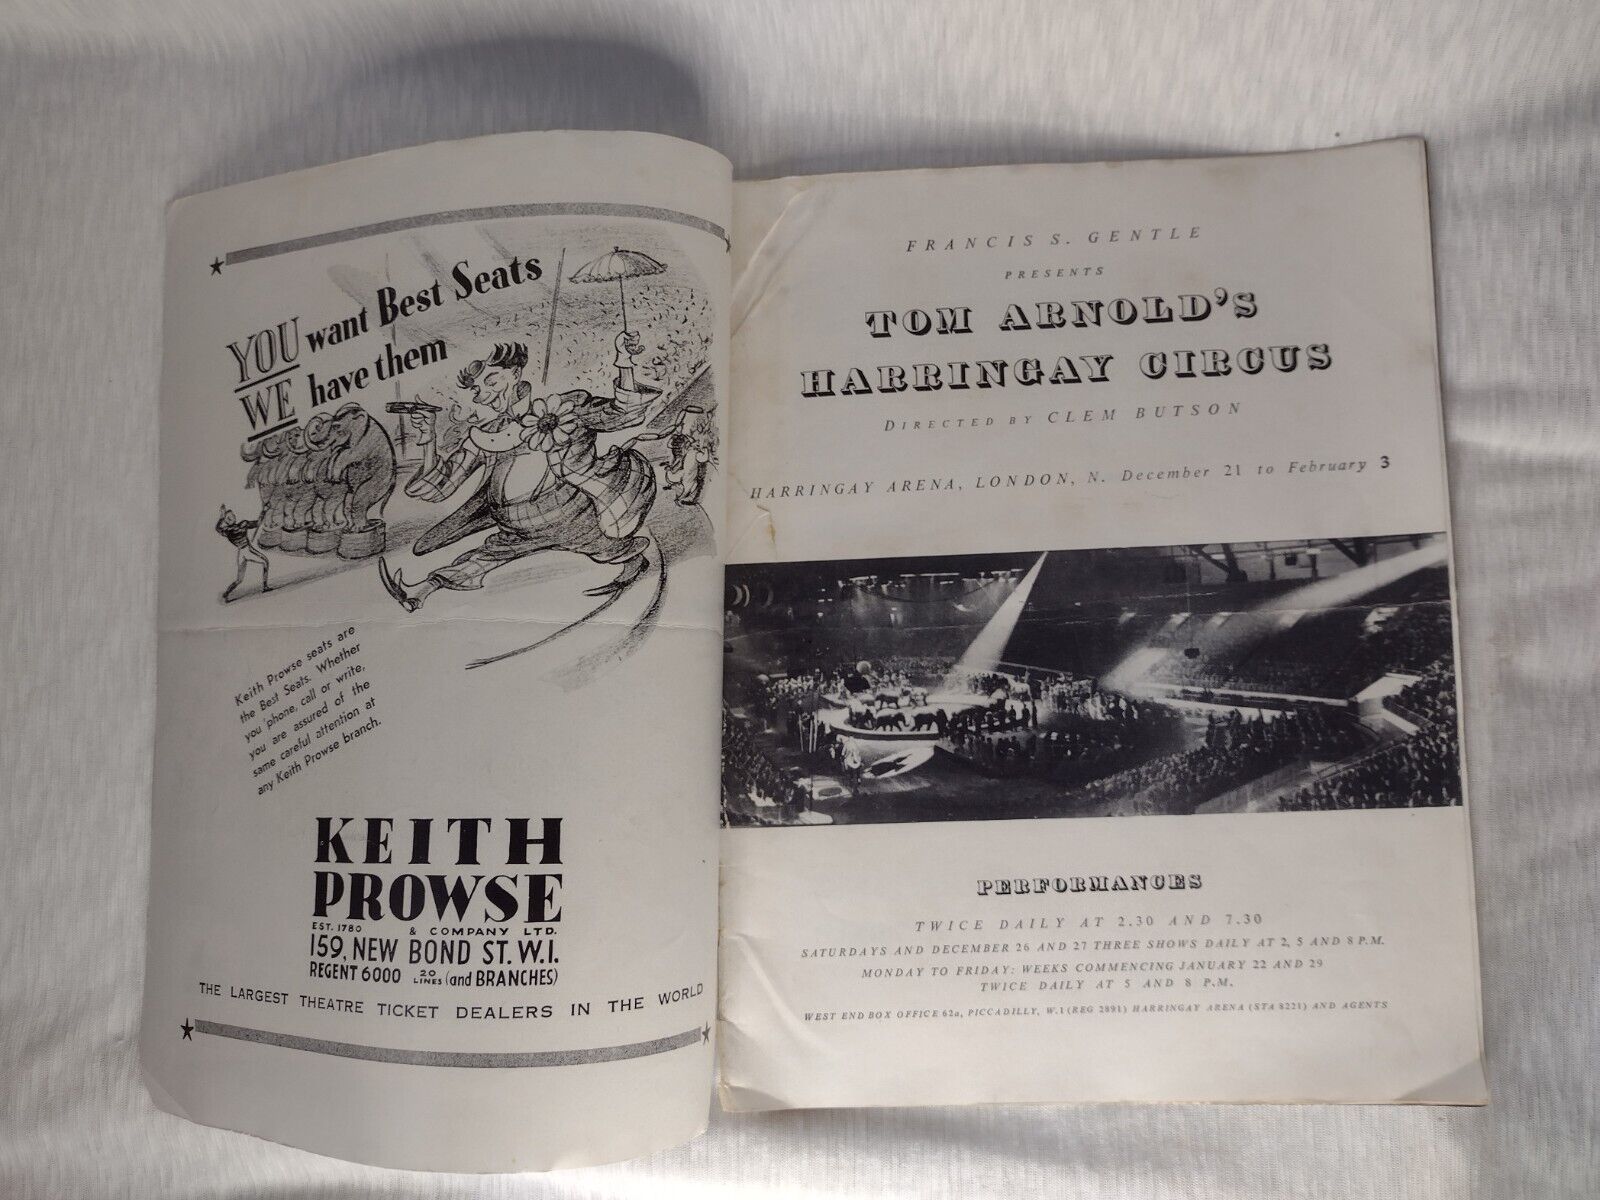 YOU want Best Seats
WE have them
Keith Prowse seats are
the Best Seats. Whether
you 'phone, call or write,
you are assured of the
same careful attention at
any Keith Prowse branch.
KEITH
PROWSE
EST. 1780 & COMPANY LTD.
159, NEW BOND ST. W.1.
REGENT 6000 20 LINES (and BRANCHES)
THE LARGEST THEATRE TICKET DEALERS IN THE WORLD
FRANCIS S. GENTLE
PRESENTS
TOM ARNOLD'S
HARRINGAY CIRCUS
DIRECTED BY CLEM BUTSON
HARRINGAY ARENA, LONDON, N. December 21 to February 3
PERFORMANCES
TWICE DAILY AT 2.30 AND 7.30
SATURDAYS AND DECEMBER 26 AND 27 THREE SHOWS DAILY AT 2, 5 AND 8 P.M.
MONDAY TO FRIDAY: WEEKS COMMENCING JANUARY 22 AND 29
TWICE DAILY AT 5 AND 8 P.M.
WEST END BOX OFFICE 62a, PICCADILLY, W.1 (REG 2891) HARRINGAY ARENA (STA 8221) AND AGENTS